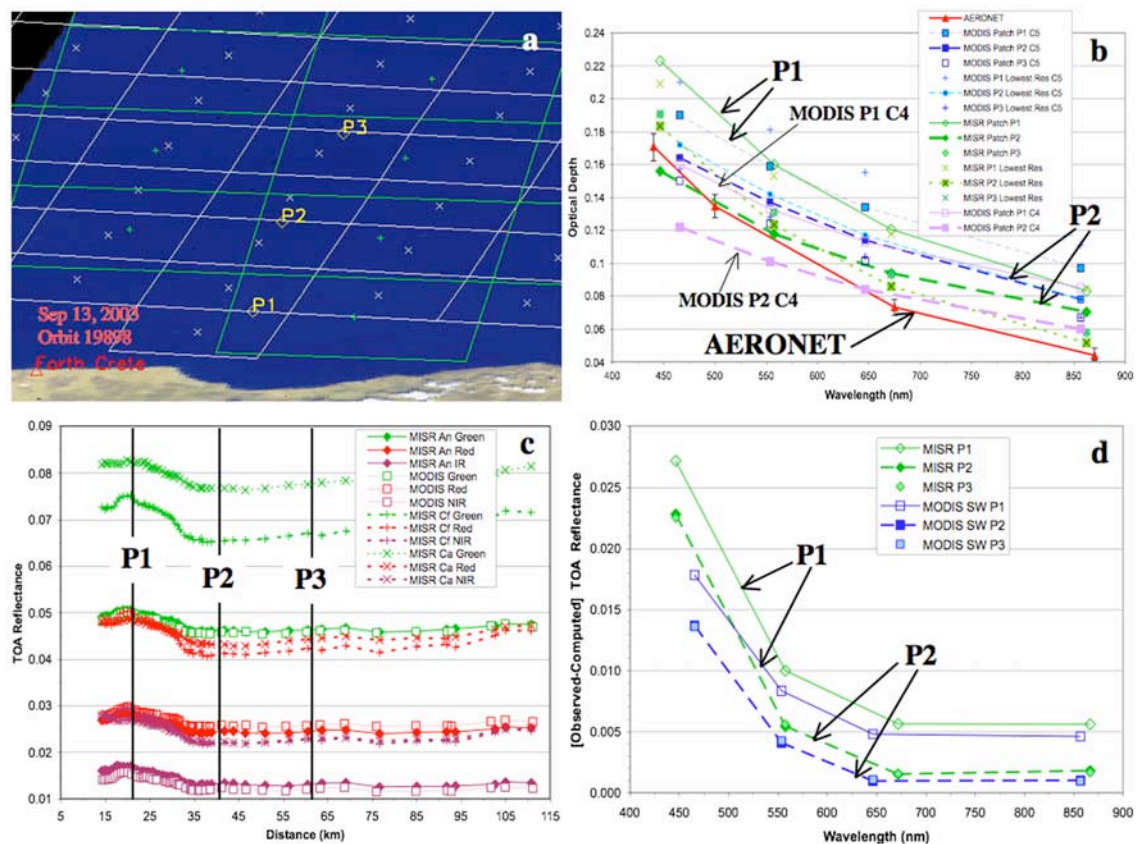 a
P3
P2
P1
Sep 13, 2003
Orbit 19898
Forth Crete
b
Optical Depth
0.24
0.22
0.20
0.18
0.16
0.14
0.12
0.10
0.08
0.06
0.04
400 450 500 550 600 650 700 750 800 850 900
Wavelength (nm)
P1
MODIS P1 C4
P2
MODIS P2 C4
AERONET
AERONET
MODIS Patch P1 C5
MODIS Patch P2 C5
MODIS Patch P3 C5
MODIS P1 Lowest Res C5
MODIS P2 Lowest Res C5
MODIS P3 Lowest Res C5
MISR Patch P1
MISR Patch P2
MISR Patch P3
MISR P1 Lowest Res
MISR P2 Lowest Res
MISR P3 Lowest Res
MODIS Patch P1 C4
MODIS Patch P2 C4
c
TOA Reflectance
0.09
0.08
0.07
0.06
0.05
0.04
0.03
0.02
0.01
5 15 25 35 45 55 65 75 85 95 105 115
Distance (km)
P1
P2
P3
MISR An Green
MISR An Red
MISR An IR
MODIS Green
MODIS Red
MODIS NIR
MISR Cf Green
MISR Cf Red
MISR Cf NIR
MISR Ca Green
MISR Ca Red
MISR Ca NIR
d
[Observed-Computed] TOA Reflectance
0.030
0.025
0.020
0.015
0.010
0.005
0.000
400 450 500 550 600 650 700 750 800 850 900
Wavelength (nm)
P1
P2
MISR P1
MISR P2
MISR P3
MODIS SW P1
MODIS SW P2
MODIS SW P3